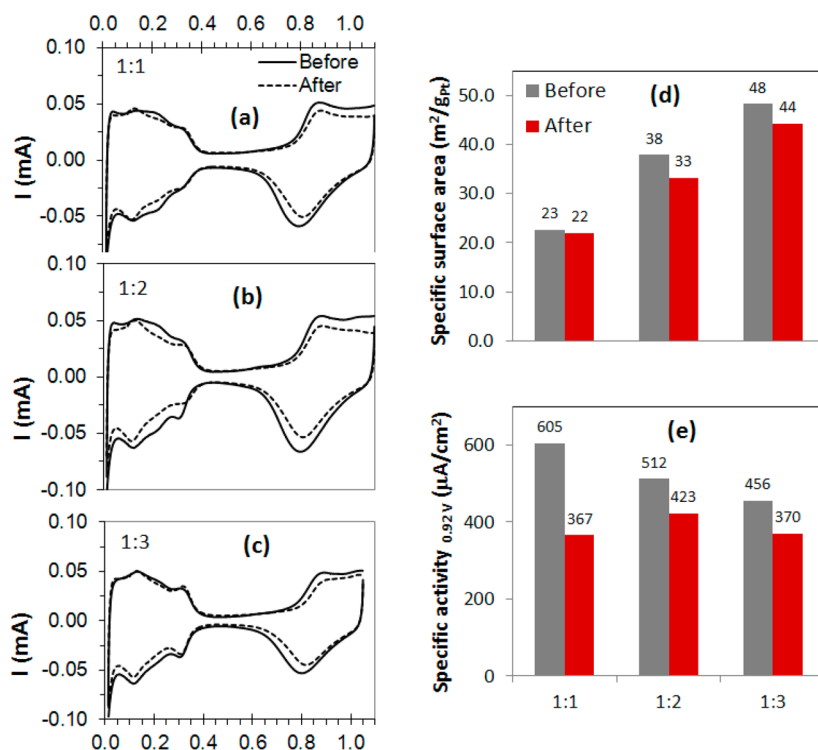 0.0 0.2 0.4 0.6 0.8 1.0
0.10
1:1
Before
After
(a)
0.05
0.00
-0.05
I (mA)
0.10
1:2
(b)
0.05
0.00
-0.05
-0.10
I (mA)
0.10
1:3
(c)
0.05
0.00
-0.05
-0.10
I (mA)
0.0 0.2 0.4 0.6 0.8 1.0
Specific surface area (m²/gPt)
50.0
40.0
30.0
20.0
10.0
0.0
Before
After
(d)
23 22
38 33
48 44
Specific activity 0.92 V (µA/cm²)
600
400
200
0
(e)
605 367
512 423
456 370
1:1 1:2 1:3